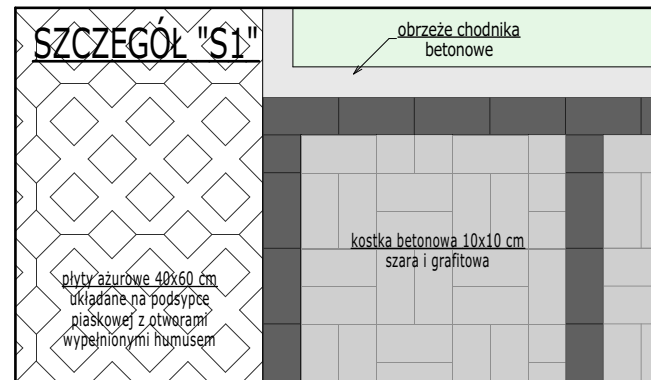 SZCZEGÓŁ "S1"
obrzeże chodnika
betonowe
kostka betonowa 10x10 cm
szara i grafitowa
płyty ażurowe 40x60 cm
układane na podsypce
piaskowej z otworami
wypełnionymi humusem